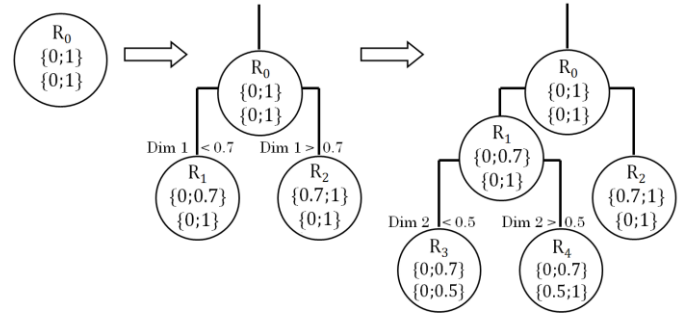 R₀
{0;1}
{0;1}
R₀
{0;1}
{0;1}
Dim 1 < 0.7
Dim 1 > 0.7
R₁
{0;0.7}
{0;1}
R₂
{0.7;1}
{0;1}
R₀
{0;1}
{0;1}
R₁
{0;0.7}
{0;1}
R₂
{0.7;1}
{0;1}
Dim 2 < 0.5
Dim 2 > 0.5
R₃
{0;0.7}
{0;0.5}
R₄
{0;0.7}
{0.5;1}